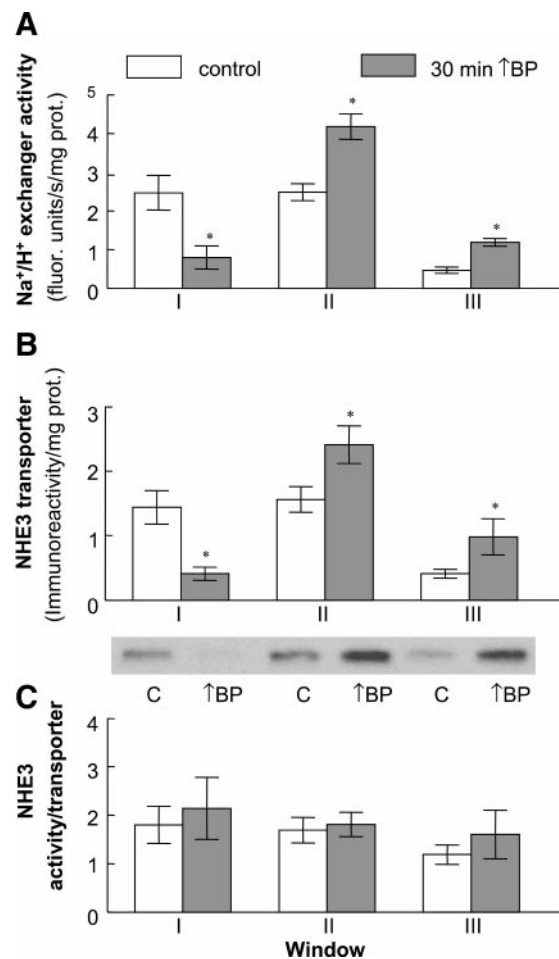 A
control
30 min ↑BP
Na⁺/H⁺ exchanger activity
(fluor. units/s/mg prot.)
5
4
3
2
1
0
*
*
*
I II III
B
NHE3 transporter
(Immunoreactivity/mg prot.)
3
2
1
0
*
*
*
I II III
C ↑BP C ↑BP C ↑BP
C
NHE3
activity/transporter
4
3
2
1
0
I II III
Window